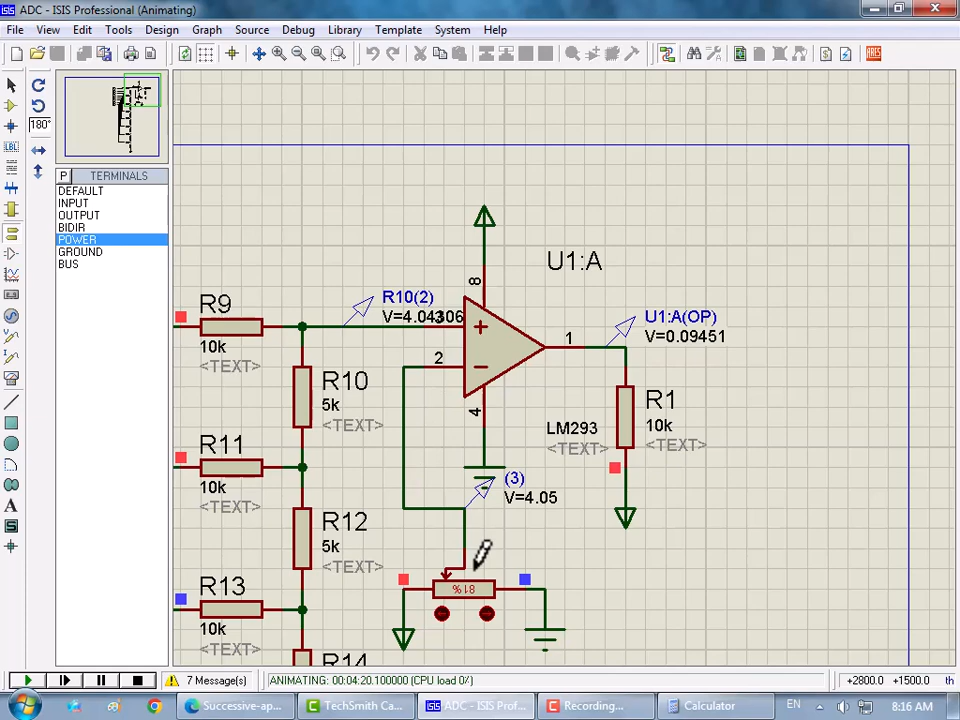 ADC - ISIS Professional (Animating)
File View Edit Tools Design Graph Source Debug Library Template System Help
180°
P TERMINALS
DEFAULT
INPUT
OUTPUT
BIDIR
POWER
GROUND
BUS
U1:A
8
R9
10k
<TEXT>
R10(2)
3
1
U1:A(OP)
V=0.09451
2
R10
5k
<TEXT>
4
LM293
<TEXT>
R1
10k
<TEXT>
R11
10k
<TEXT>
(3)
V=4.05
R12
5k
<TEXT>
81%
R13
10k
<TEXT>
R14
7 Message(s)
ANIMATING: 00:04:20.100000 (CPU load 0%)
+2800.0 +1500.0 th
Successive-ap...
TechSmith Ca...
ADC - ISIS Prof...
Recording...
Calculator
EN
8:16 AM